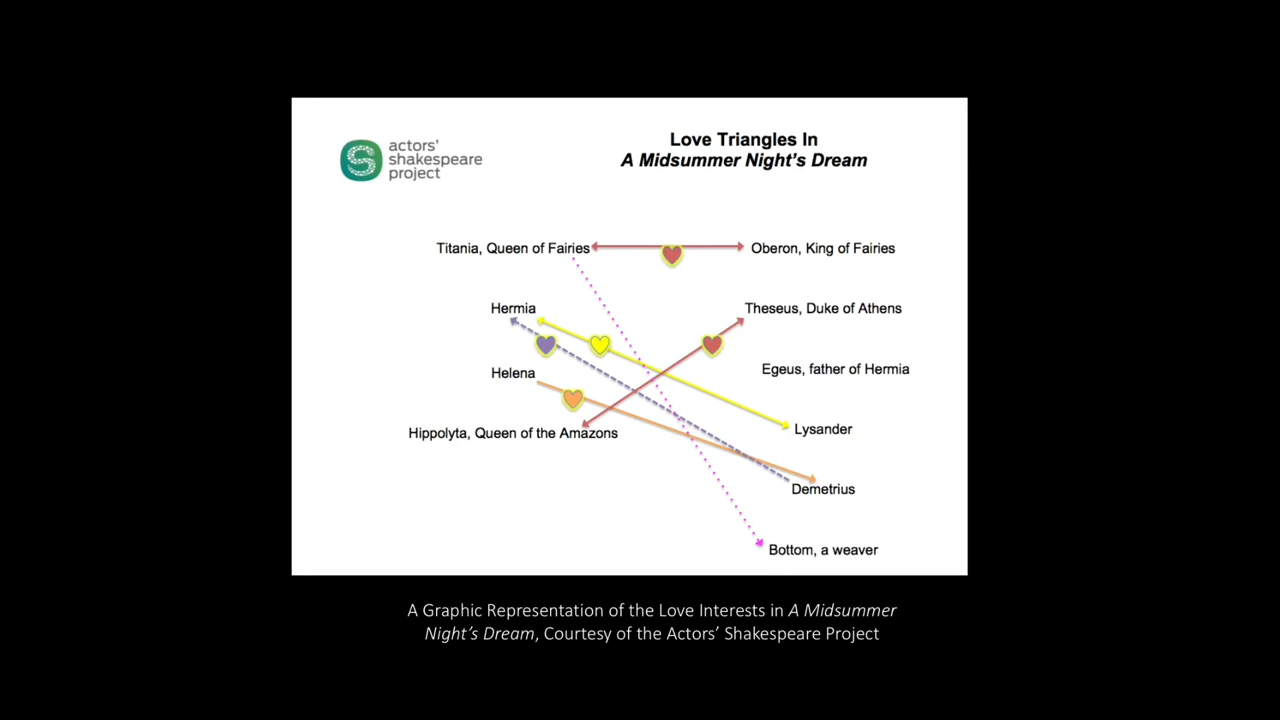 actors'
shakespeare
project
Love Triangles In
A Midsummer Night's Dream
Titania, Queen of Fairies
Oberon, King of Fairies
Hermia
Theseus, Duke of Athens
Helena
Egeus, father of Hermia
Hippolyta, Queen of the Amazons
Lysander
Demetrius
Bottom, a weaver
A Graphic Representation of the Love Interests in A Midsummer
Night's Dream, Courtesy of the Actors' Shakespeare Project